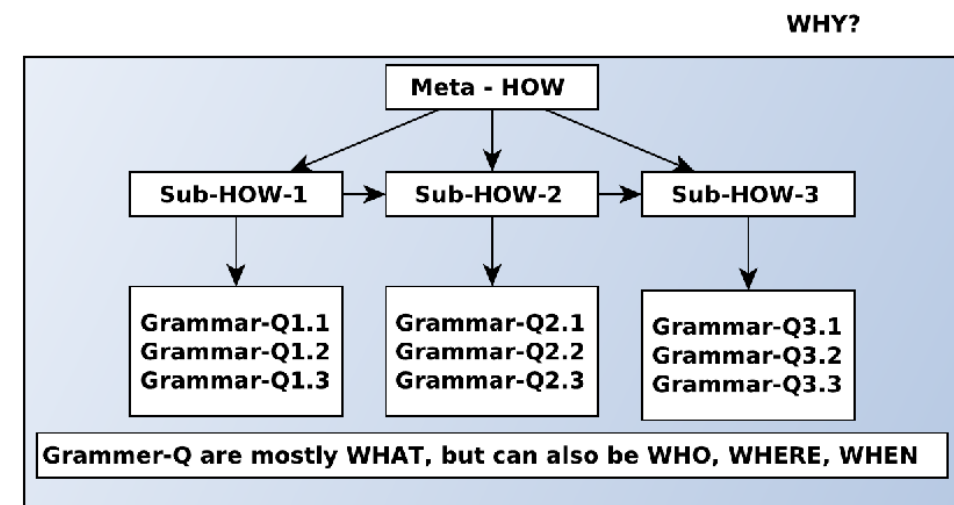 WHY?
Meta - HOW
Sub-HOW-1
Sub-HOW-2
Sub-HOW-3
Grammar-Q1.1
Grammar-Q1.2
Grammar-Q1.3
Grammar-Q2.1
Grammar-Q2.2
Grammar-Q2.3
Grammar-Q3.1
Grammar-Q3.2
Grammar-Q3.3
Grammer-Q are mostly WHAT, but can also be WHO, WHERE, WHEN